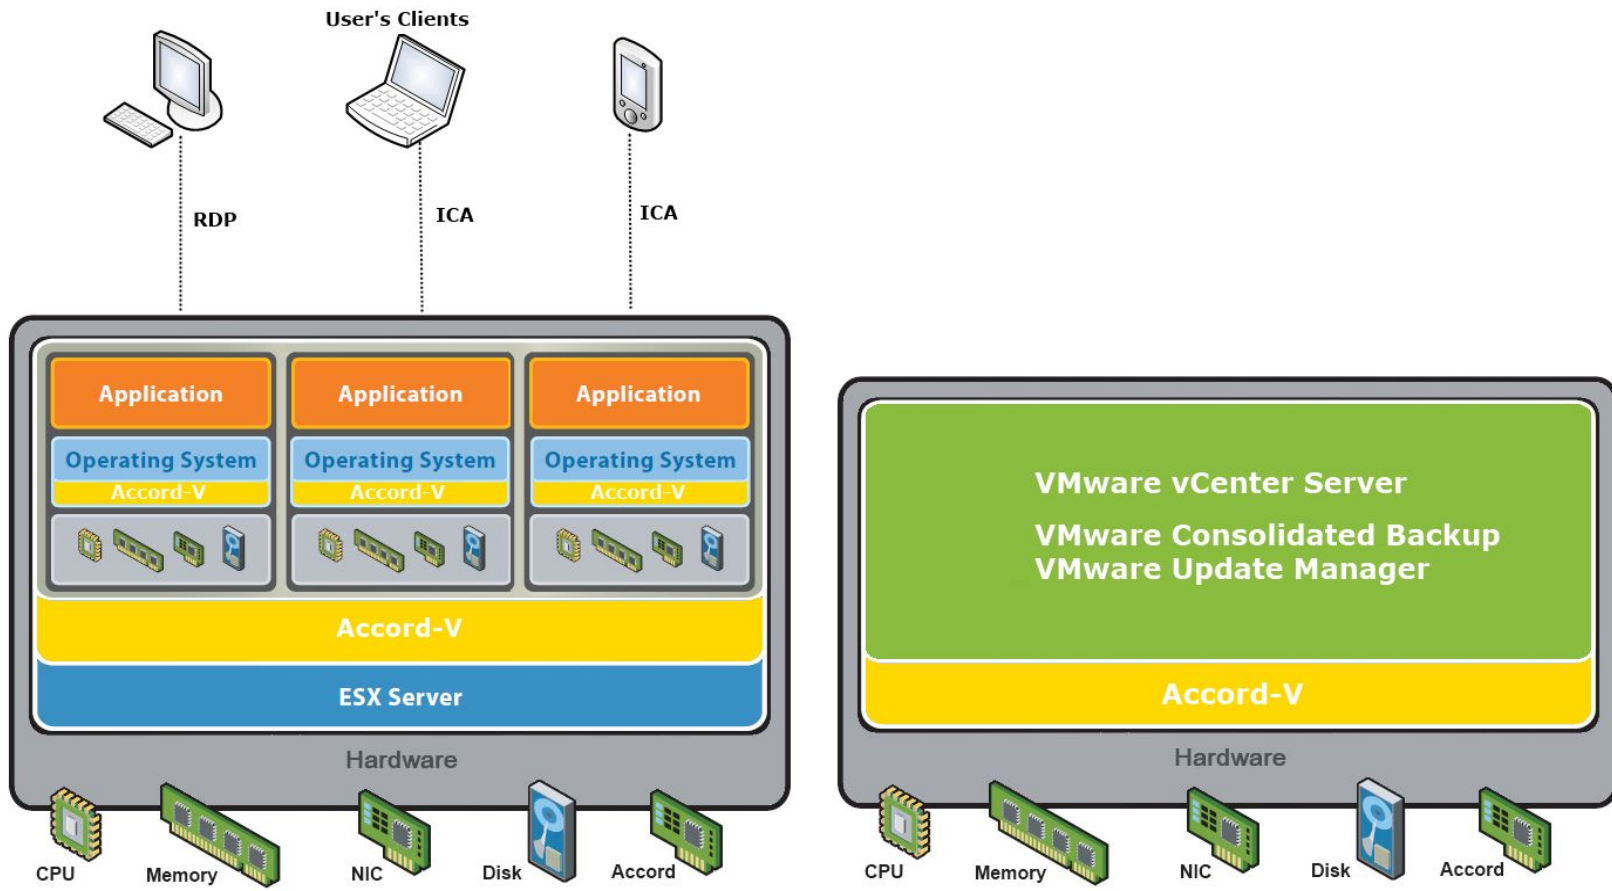 User's Clients
RDP
ICA
ICA
Application
Application
Application
Operating System
Accord-V
Operating System
Accord-V
Operating System
Accord-V
Accord-V
ESX Server
Hardware
CPU
Memory
NIC
Disk
Accord
VMware vCenter Server
VMware Consolidated Backup
VMware Update Manager
Accord-V
Hardware
CPU
Memory
NIC
Disk
Accord